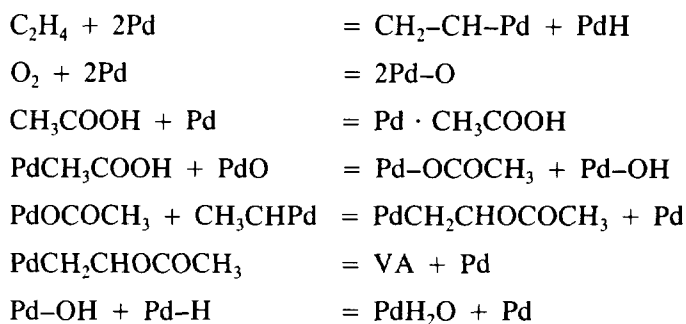 C₂H₄ + 2Pd = CH₂–CH–Pd + PdH
O₂ + 2Pd = 2Pd–O
CH₃COOH + Pd = Pd · CH₃COOH
PdCH₃COOH + PdO = Pd–OCOCH₃ + Pd–OH
PdOCOCH₃ + CH₃CHPd = PdCH₂CHOCOCH₃ + Pd
PdCH₂CHOCOCH₃ = VA + Pd
Pd–OH + Pd–H = PdH₂O + Pd